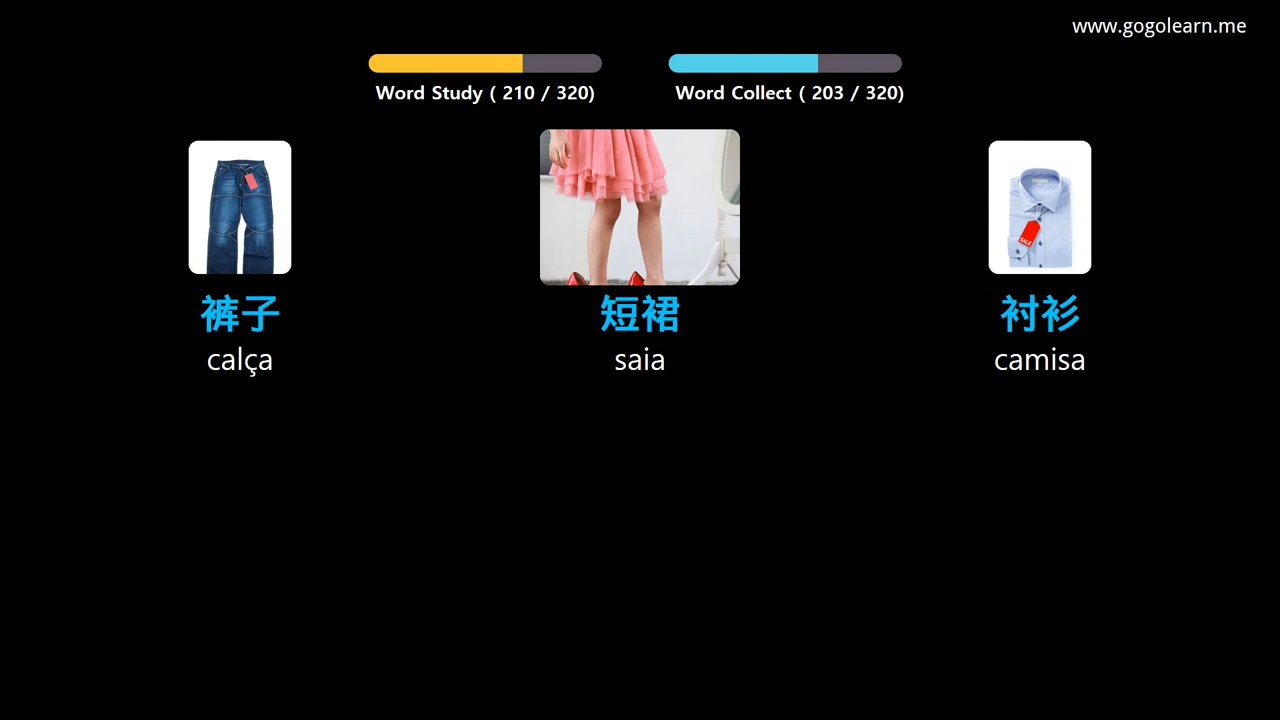 www.gogolearn.me
Word Study ( 210 / 320)
Word Collect ( 203 / 320)
裤子
短裙
衬衫
calça
saia
camisa
SALE